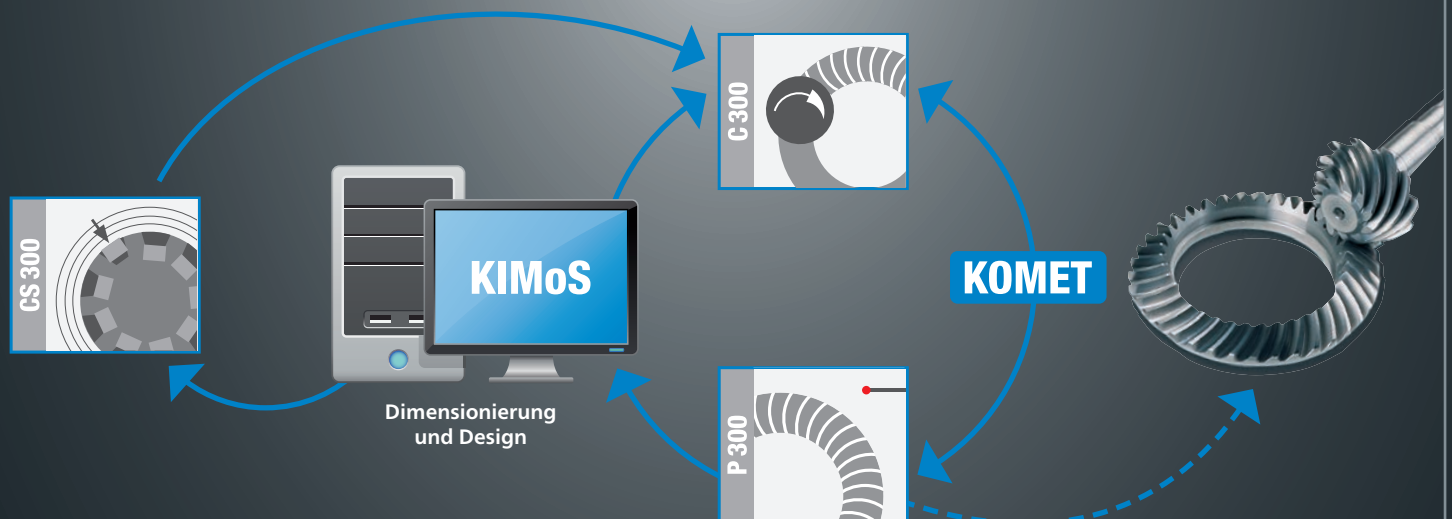 C 300
CS 300
KIMoS
KOMET
Dimensionierung
und Design
P 300